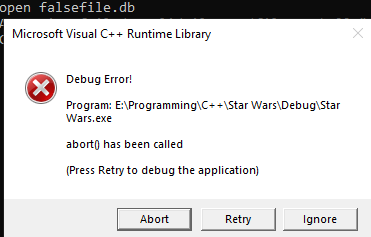 open falsefile.db
Microsoft Visual C++ Runtime Library
Debug Error!
Program: E:\Programming\C++\Star Wars\Debug\Star
Wars.exe
abort() has been called
(Press Retry to debug the application)
Abort
Retry
Ignore